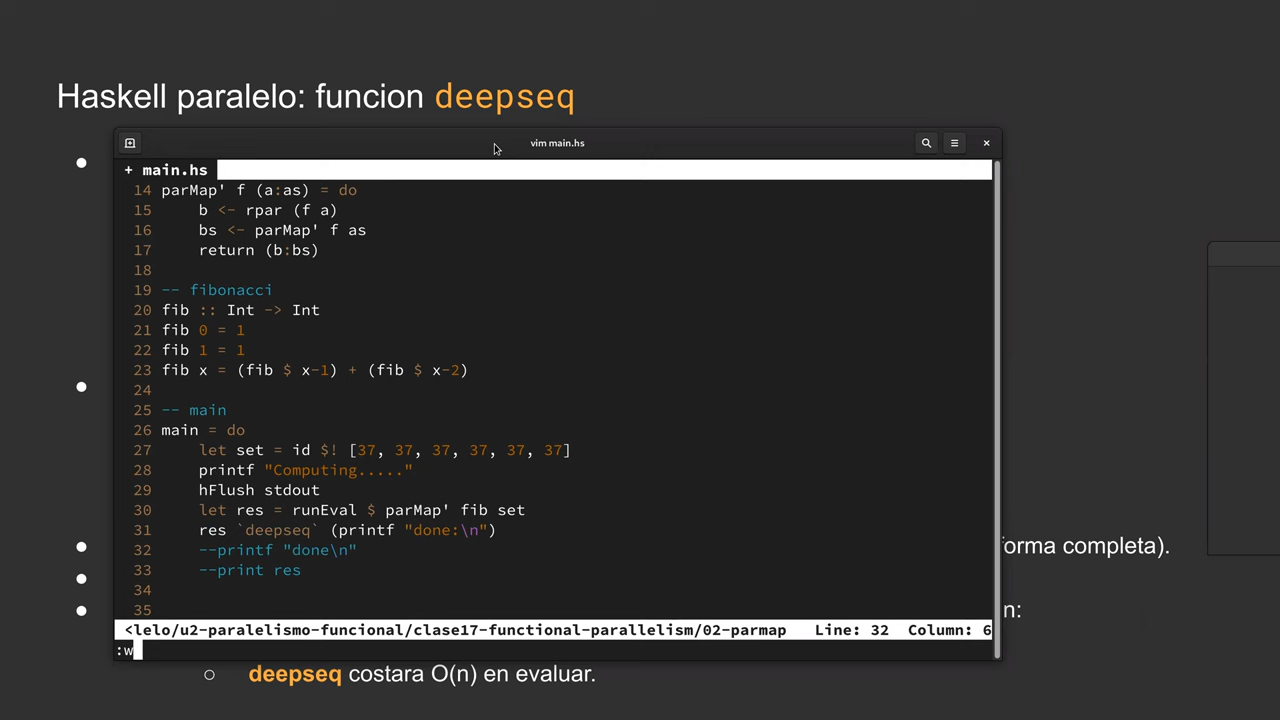 Haskell paralelo: funcion deepseq
vim main.hs
+ main.hs
14 parMap' f (a:as) = do
15     b <- rpar (f a)
16     bs <- parMap' f as
17     return (b:bs)
18
19 -- fibonacci
20 fib :: Int -> Int
21 fib 0 = 1
22 fib 1 = 1
23 fib x = (fib $ x-1) + (fib $ x-2)
24
25 -- main
26 main = do
27     let set = id $! [37, 37, 37, 37, 37, 37]
28     printf "Computing....."
29     hFlush stdout
30     let res = runEval $ parMap' fib set
31     res `deepseq` (printf "done:\n")
32     --printf "done\n"
33     --print res
34
35
<lelo/u2-paralelismo-funcional/clase17-functional-parallelism/02-parmap Line: 32 Column: 6
:w
completa).
n:
deepseq costara O(n) en evaluar.